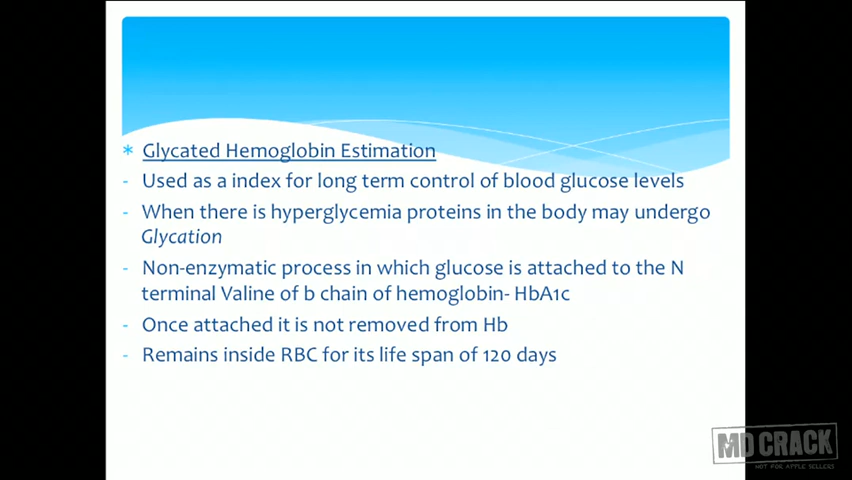 * Glycated Hemoglobin Estimation
- Used as a index for long term control of blood glucose levels
- When there is hyperglycemia proteins in the body may undergo
Glycation
- Non-enzymatic process in which glucose is attached to the N
terminal Valine of b chain of hemoglobin- HbA1c
- Once attached it is not removed from Hb
- Remains inside RBC for its life span of 120 days
MD CRACK
NOT FOR APPLE SELLERS